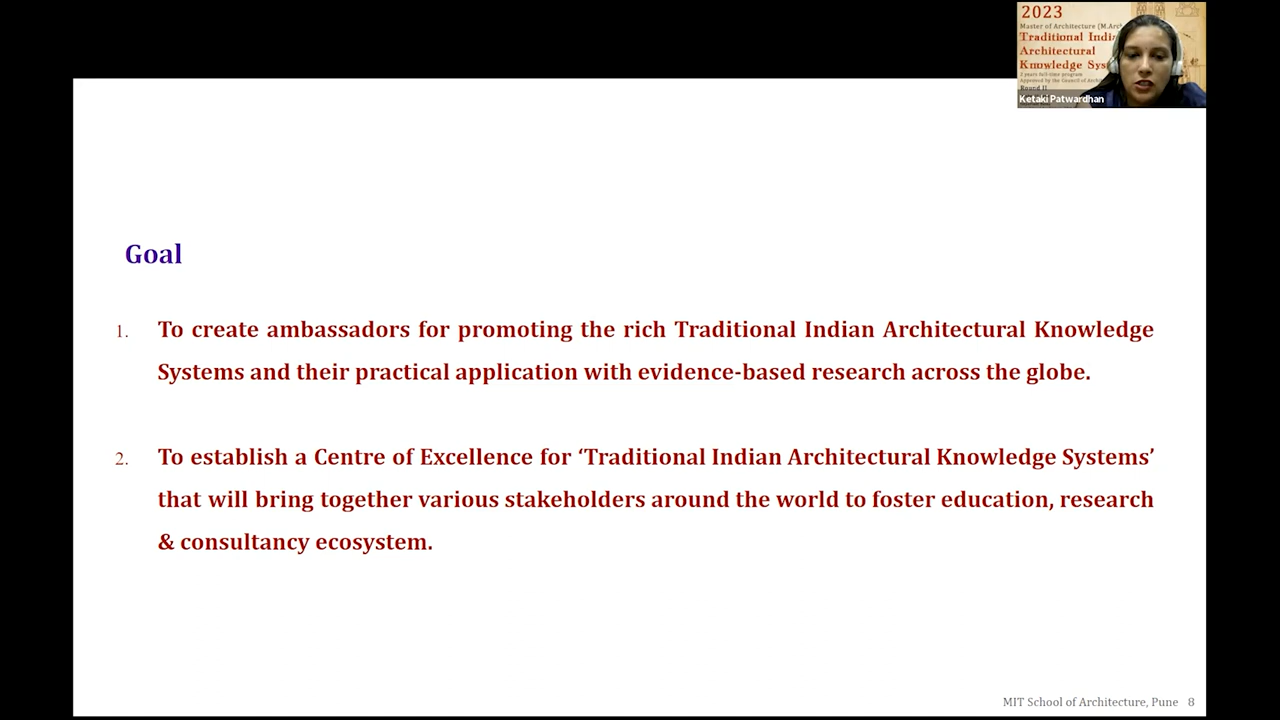 2023
Master of Architecture (M.Arch
Traditional India
Architectural
Knowledge Sys
2 years full-time program
Approved by the Council of Archit
Round II
Ketaki Patwardhan
Goal
1. To create ambassadors for promoting the rich Traditional Indian Architectural Knowledge
Systems and their practical application with evidence-based research across the globe.
2. To establish a Centre of Excellence for ‘Traditional Indian Architectural Knowledge Systems’
that will bring together various stakeholders around the world to foster education, research
& consultancy ecosystem.
MIT School of Architecture, Pune 8